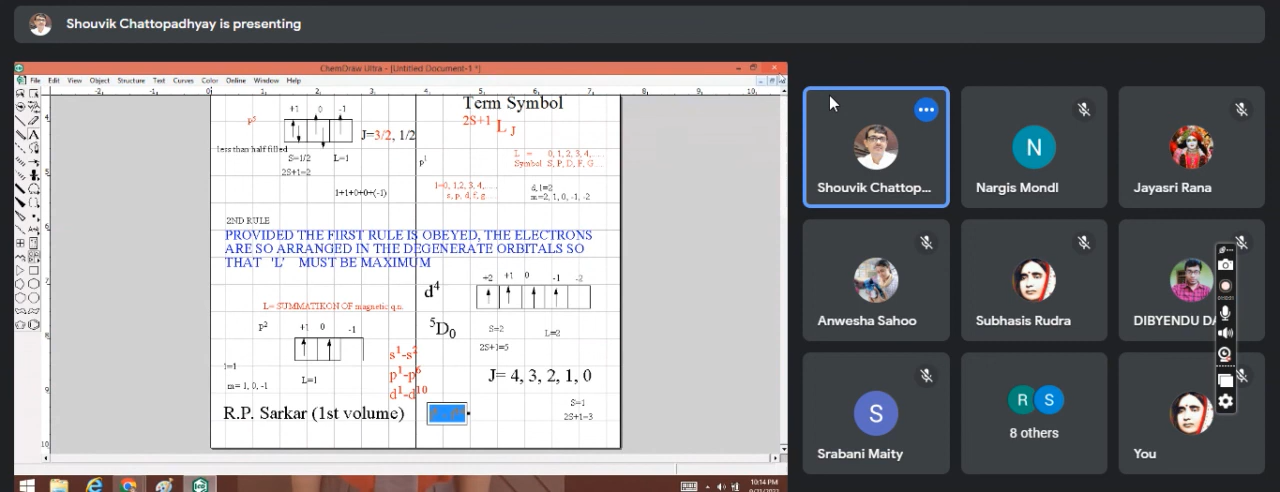 Shouvik Chattopadhyay is presenting
ChemDraw Ultra - [Untitled Document-1 *]
File Edit View Object Structure Text Curves Color Online Window Help
Term Symbol
2S+1 L J
+1 0 -1
p5
J=3/2, 1/2
less than half filled
S=1/2 L=1
2S+1=2
p1
L = 0, 1, 2, 3, 4,...
Symbol S, P, D, F, G...
1+1+0+0+(-1)
l=0, 1,2, 3, 4,...
s, p, d, f, g...
d, l=2
m=2, 1, 0, -1, -2
2ND RULE
PROVIDED THE FIRST RULE IS OBEYED, THE ELECTRONS
ARE SO ARRANGED IN THE DEGENERATE ORBITALS SO
THAT 'L' MUST BE MAXIMUM
+2 +1 0 -1 -2
d4
L= SUMMATIKON OF magnetic q.n.
p2
+1 0 -1
5D0
S=2 L=2
2S+1=5
s1-s2
l=1
L=1
p1-p6
J= 4, 3, 2, 1, 0
m= 1, 0, -1
d1-d10
R.P. Sarkar (1st volume)
S=1
2S+1=3
10:14 PM
Shouvik Chattop...
N
Nargis Mondl
Jayasri Rana
Anwesha Sahoo
Subhasis Rudra
DIBYENDU DA
S
Srabani Maity
R S
8 others
You